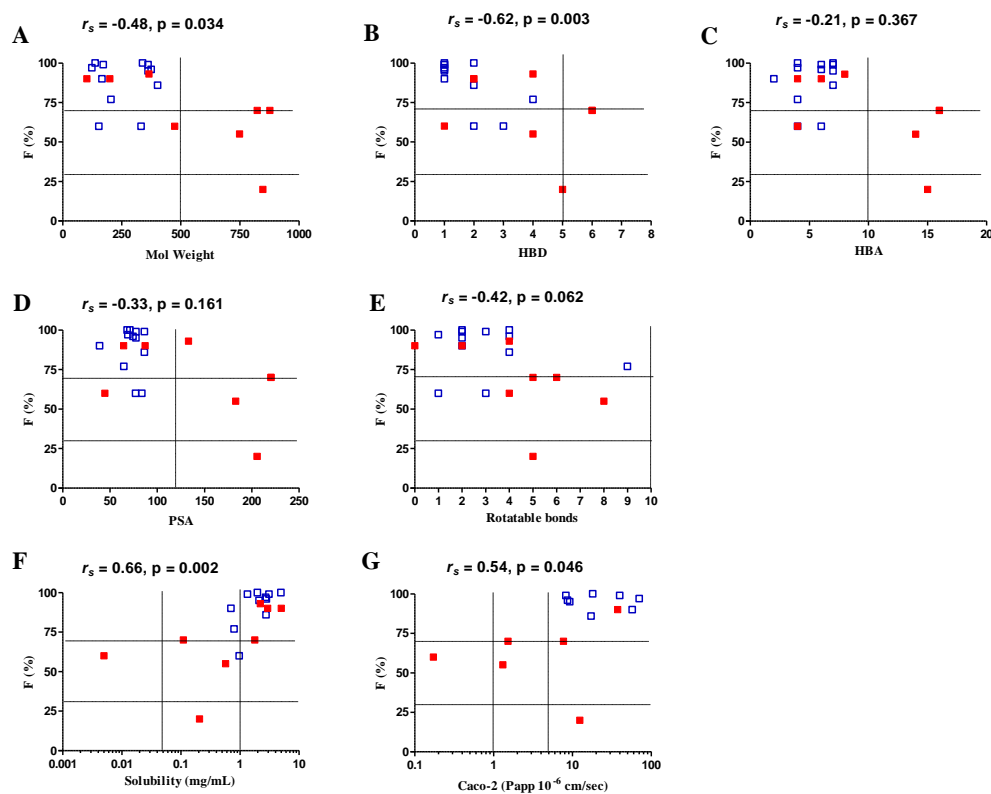 A
r_s = -0.48, p = 0.034
F (%)
100
75
50
25
0
0 250 500 750 1000
Mol Weight
B
r_s = -0.62, p = 0.003
F (%)
100
75
50
25
0
0 1 2 3 4 5 6 7 8
HBD
C
r_s = -0.21, p = 0.367
F (%)
100
75
50
25
0
0 5 10 15 20
HBA
D
r_s = -0.33, p = 0.161
F (%)
100
75
50
25
0
0 50 100 150 200 250
PSA
E
r_s = -0.42, p = 0.062
F (%)
100
75
50
25
0
0 1 2 3 4 5 6 7 8 9 10
Rotatable bonds
F
r_s = 0.66, p = 0.002
F (%)
100
75
50
25
0
0.001 0.01 0.1 1 10
Solubility (mg/mL)
G
r_s = 0.54, p = 0.046
F (%)
100
75
50
25
0
0.1 1 10 100
Caco-2 (Papp 10⁻⁶ cm/sec)